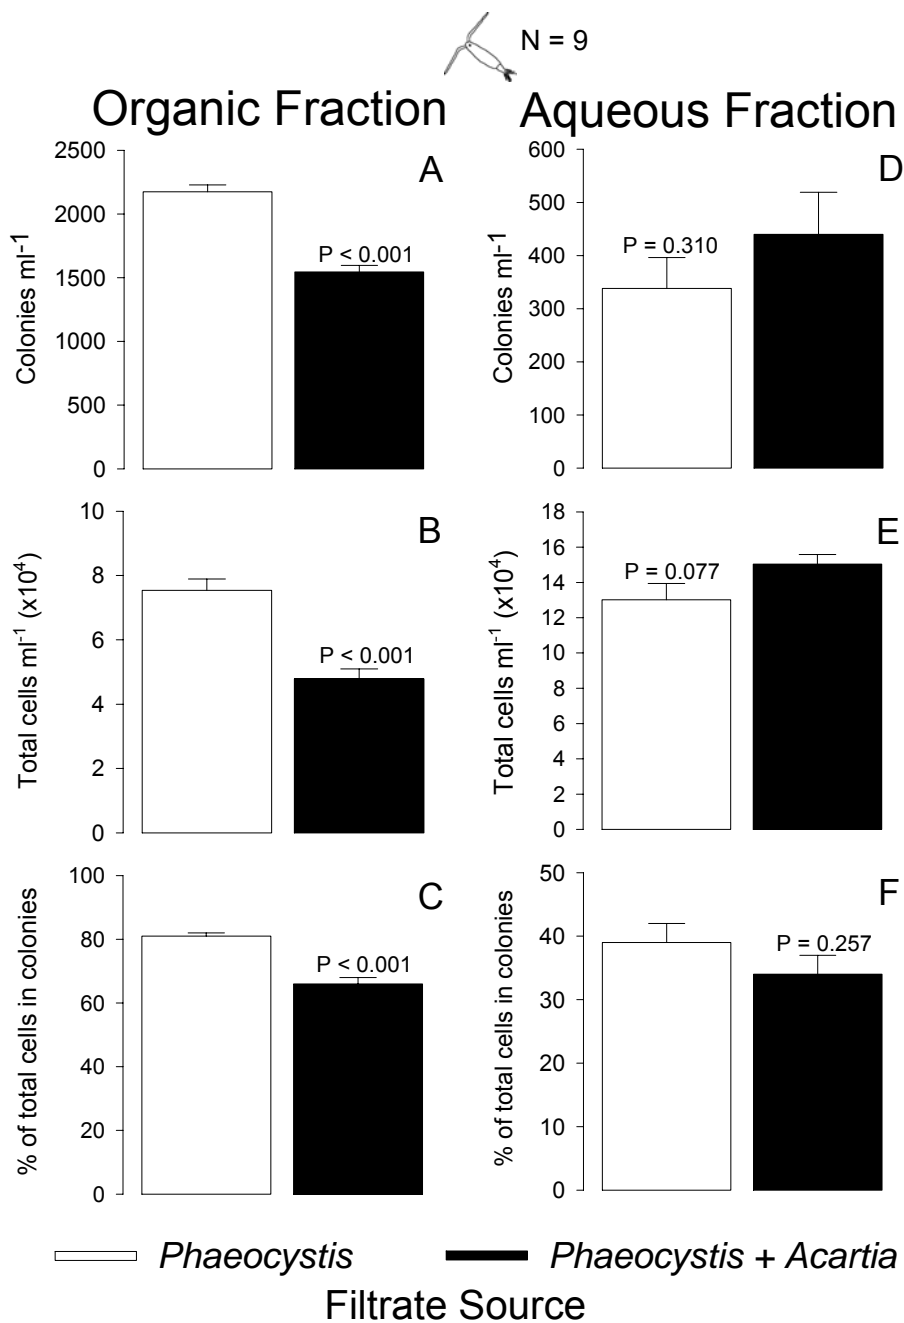 N = 9
Organic Fraction
Aqueous Fraction
A
Colonies ml-1
2500
2000
1500
1000
500
0
P < 0.001
D
Colonies ml-1
600
500
400
300
200
100
0
P = 0.310
B
Total cells ml-1 (x104)
10
8
6
4
2
0
P < 0.001
E
Total cells ml-1 (x104)
18
16
14
12
10
8
6
4
2
0
P = 0.077
C
% of total cells in colonies
100
80
60
40
20
0
P < 0.001
F
% of total cells in colonies
50
40
30
20
10
0
P = 0.257
Phaeocystis
Phaeocystis + Acartia
Filtrate Source